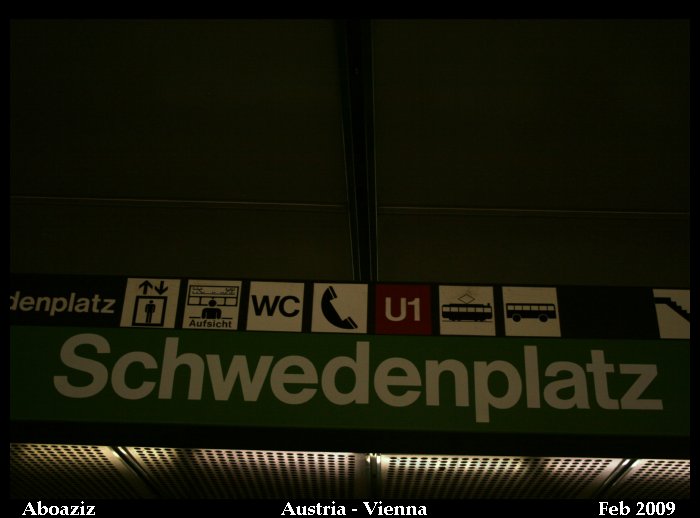 denplatz Aufsicht WC U1
Schwedenplatz
Aboaziz Austria - Vienna Feb 2009